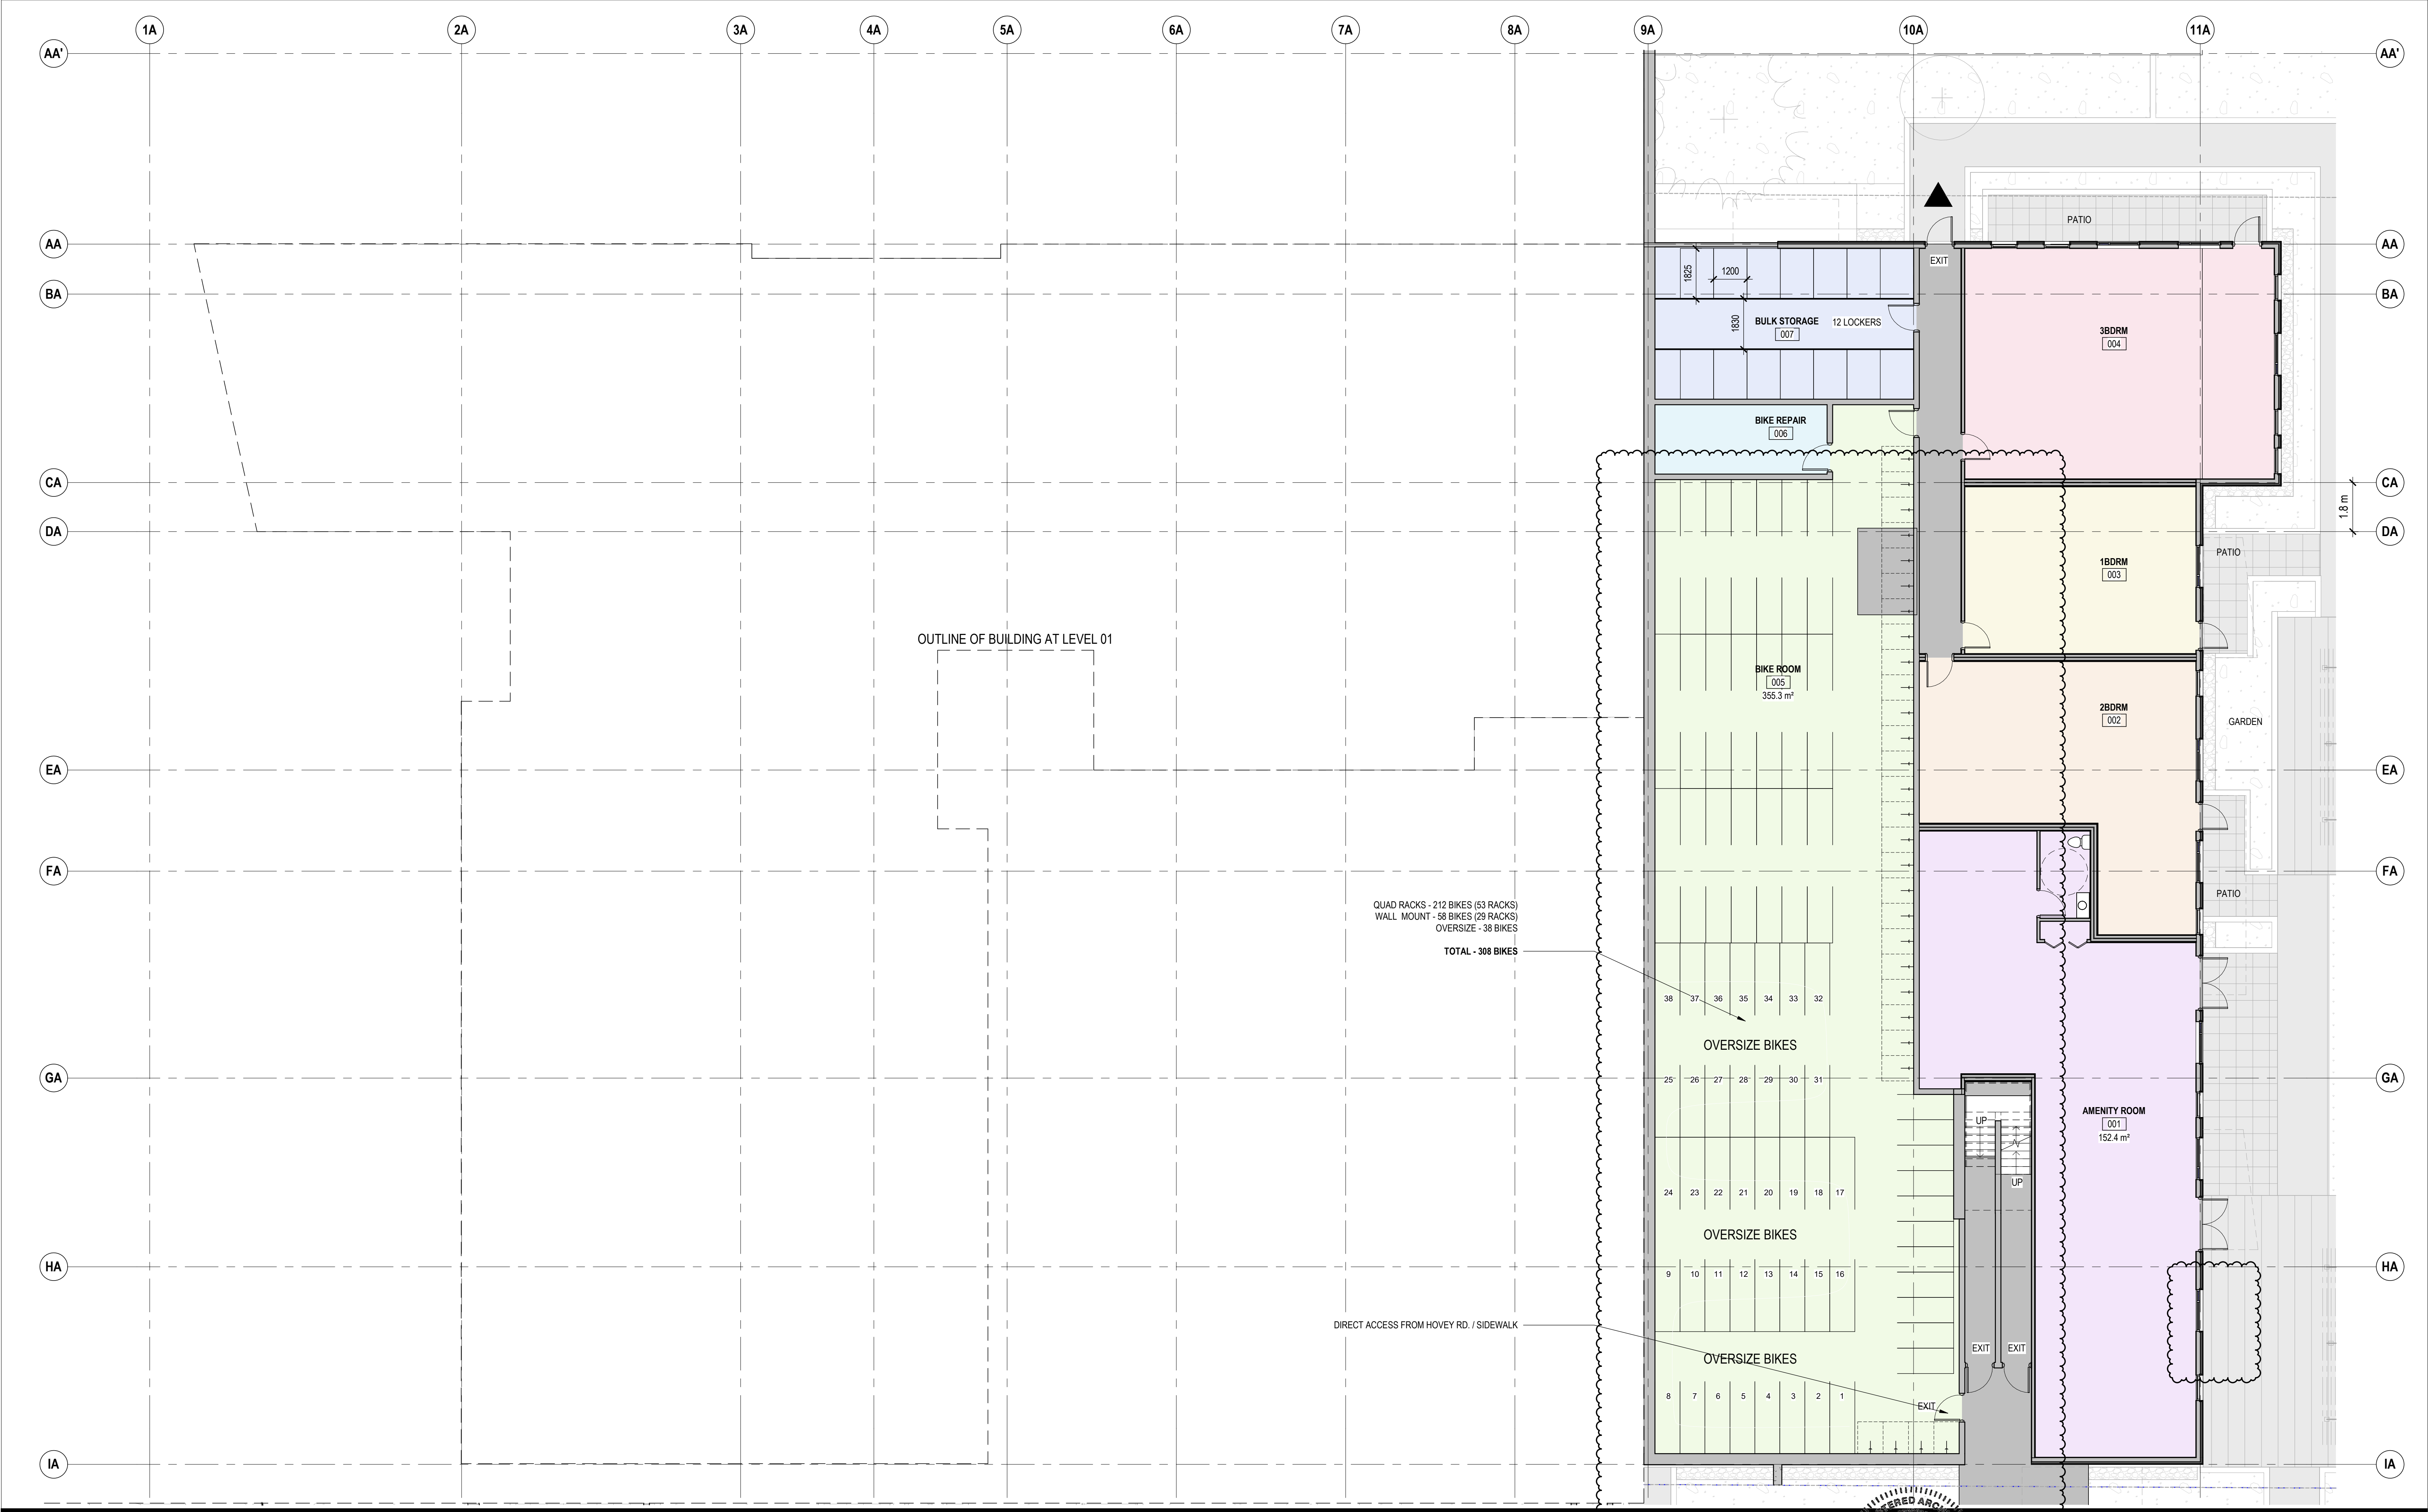 1A 2A 3A 4A 5A 6A 7A 8A 9A 10A 11A
AA' AA'
PATIO
AA AA
EXIT
1825 1200
BA BA
1830 BULK STORAGE 12 LOCKERS
007
3BDRM
004
BIKE REPAIR
006
CA CA
1.8 m
DA DA
PATIO
1BDRM
003
OUTLINE OF BUILDING AT LEVEL 01
BIKE ROOM
005
355.3 m²
2BDRM
002
GARDEN
EA EA
FA FA
PATIO
QUAD RACKS - 212 BIKES (53 RACKS)
WALL MOUNT - 58 BIKES (29 RACKS)
OVERSIZE - 38 BIKES
TOTAL - 308 BIKES
38 37 36 35 34 33 32
OVERSIZE BIKES
GA GA
25 26 27 28 29 30 31
AMENITY ROOM
001
152.4 m²
UP
UP
24 23 22 21 20 19 18 17
OVERSIZE BIKES
HA HA
9 10 11 12 13 14 15 16
DIRECT ACCESS FROM HOVEY RD. / SIDEWALK
EXIT EXIT
OVERSIZE BIKES
8 7 6 5 4 3 2 1
EXIT
IA IA